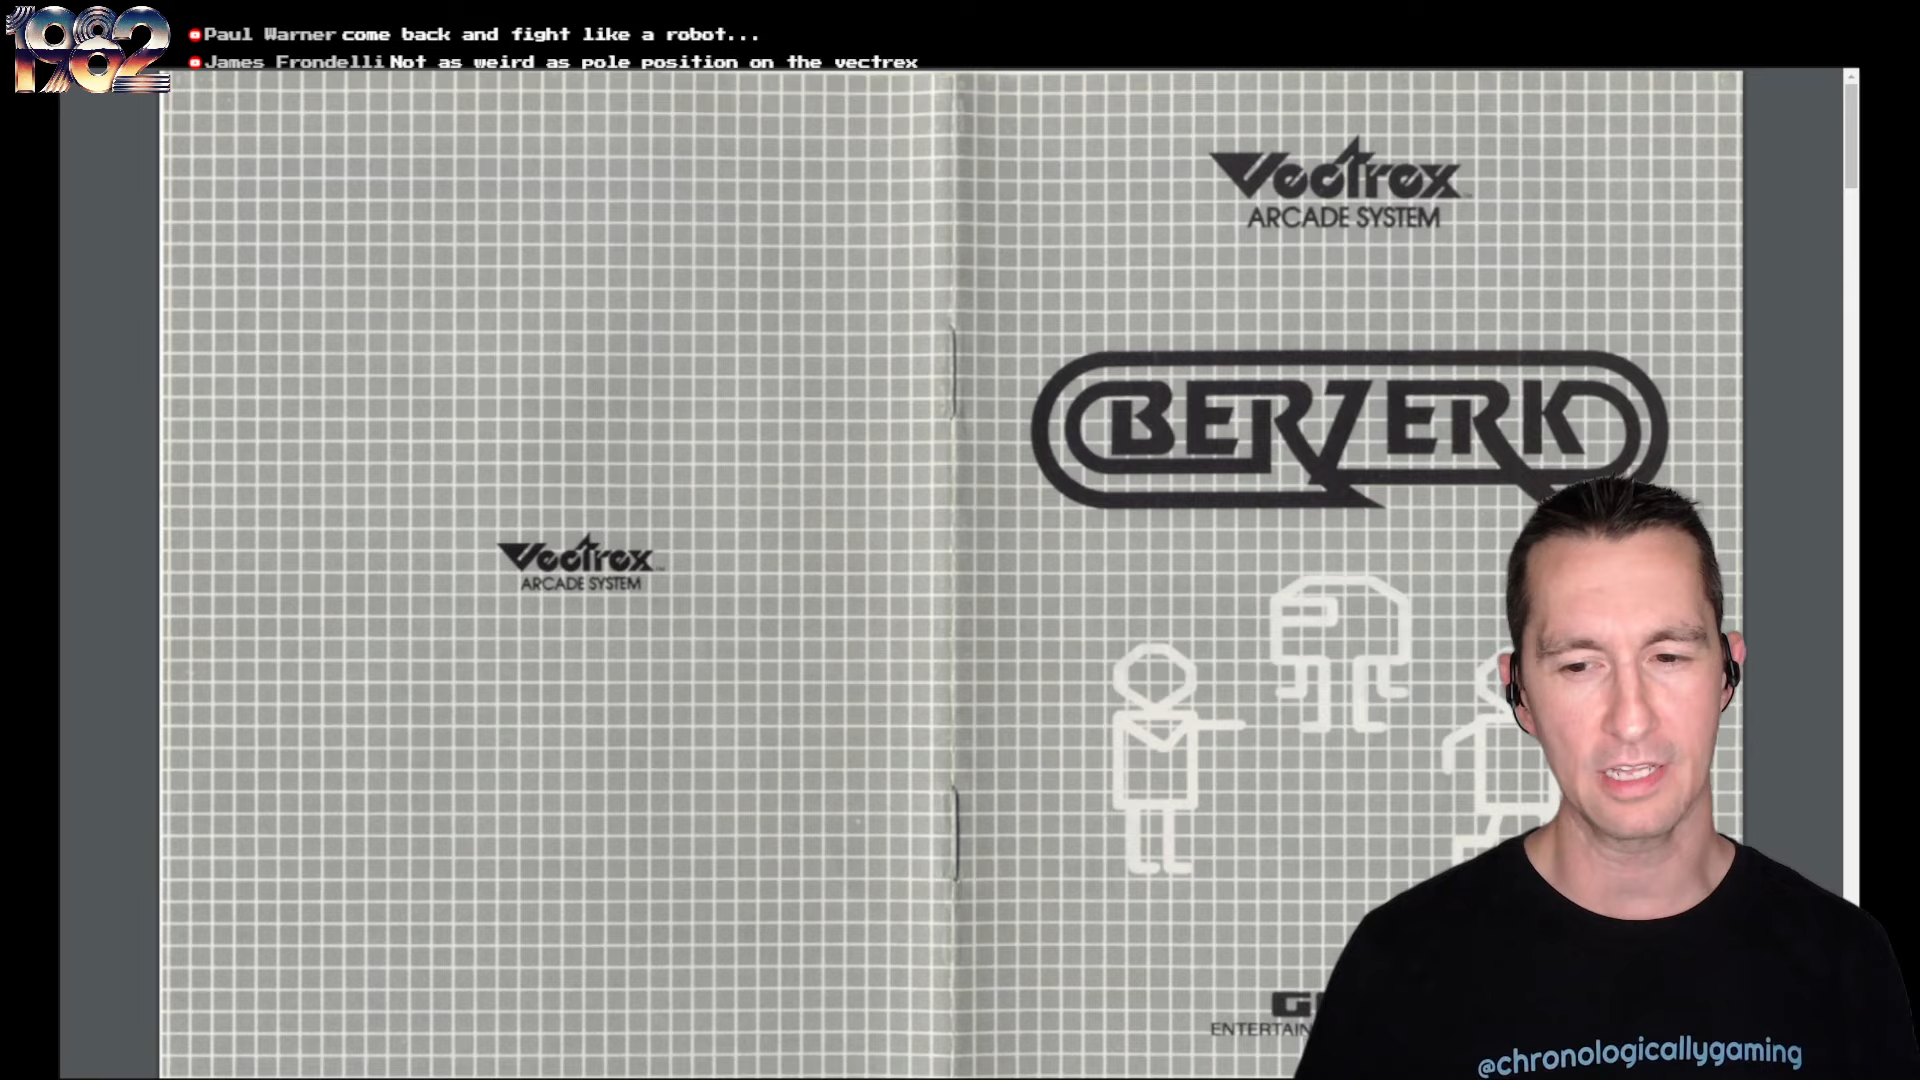 1982
Paul Warner come back and fight like a robot...
James Frondelli Not as weird as pole position on the vectrex
Vectrex
ARCADE SYSTEM
BERZERK
Vectrex
ARCADE SYSTEM
@chronologicallygaming